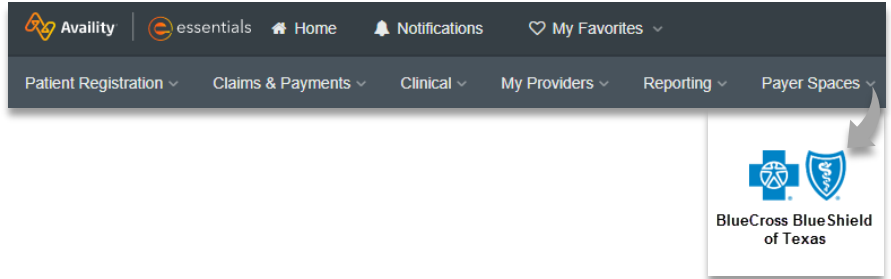 Availity essentials Home Notifications My Favorites
Patient Registration Claims & Payments Clinical My Providers Reporting Payer Spaces
BlueCross BlueShield
of Texas